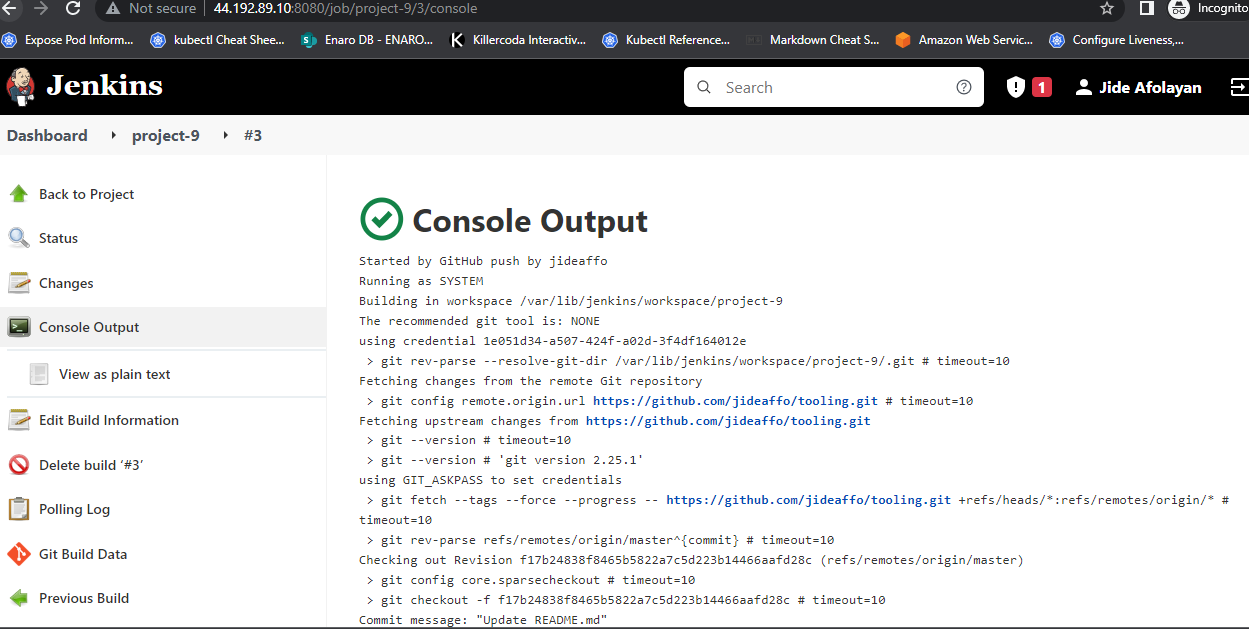 Not secure 44.192.89.10:8080/job/project-9/3/console Incognito
Expose Pod Inform... kubectl Cheat Shee... Enaro DB - ENARO... Killercoda Interactiv... Kubectl Reference... Markdown Cheat S... Amazon Web Servic... Configure Liveness,...
Jenkins Search 1 Jide Afolayan
Dashboard project-9 #3
Back to Project
Status
Changes
Console Output
View as plain text
Edit Build Information
Delete build ‘#3’
Polling Log
Git Build Data
Previous Build
Console Output
Started by GitHub push by jideaffo
Running as SYSTEM
Building in workspace /var/lib/jenkins/workspace/project-9
The recommended git tool is: NONE
using credential 1e051d34-a507-424f-a02d-3f4df164012e
> git rev-parse --resolve-git-dir /var/lib/jenkins/workspace/project-9/.git # timeout=10
Fetching changes from the remote Git repository
> git config remote.origin.url https://github.com/jideaffo/tooling.git # timeout=10
Fetching upstream changes from https://github.com/jideaffo/tooling.git
> git --version # timeout=10
> git --version # 'git version 2.25.1'
using GIT_ASKPASS to set credentials
> git fetch --tags --force --progress -- https://github.com/jideaffo/tooling.git +refs/heads/*:refs/remotes/origin/* #
timeout=10
> git rev-parse refs/remotes/origin/master^{commit} # timeout=10
Checking out Revision f17b24838f8465b5822a7c5d223b14466aafd28c (refs/remotes/origin/master)
> git config core.sparsecheckout # timeout=10
> git checkout -f f17b24838f8465b5822a7c5d223b14466aafd28c # timeout=10
Commit message: "Update README.md"